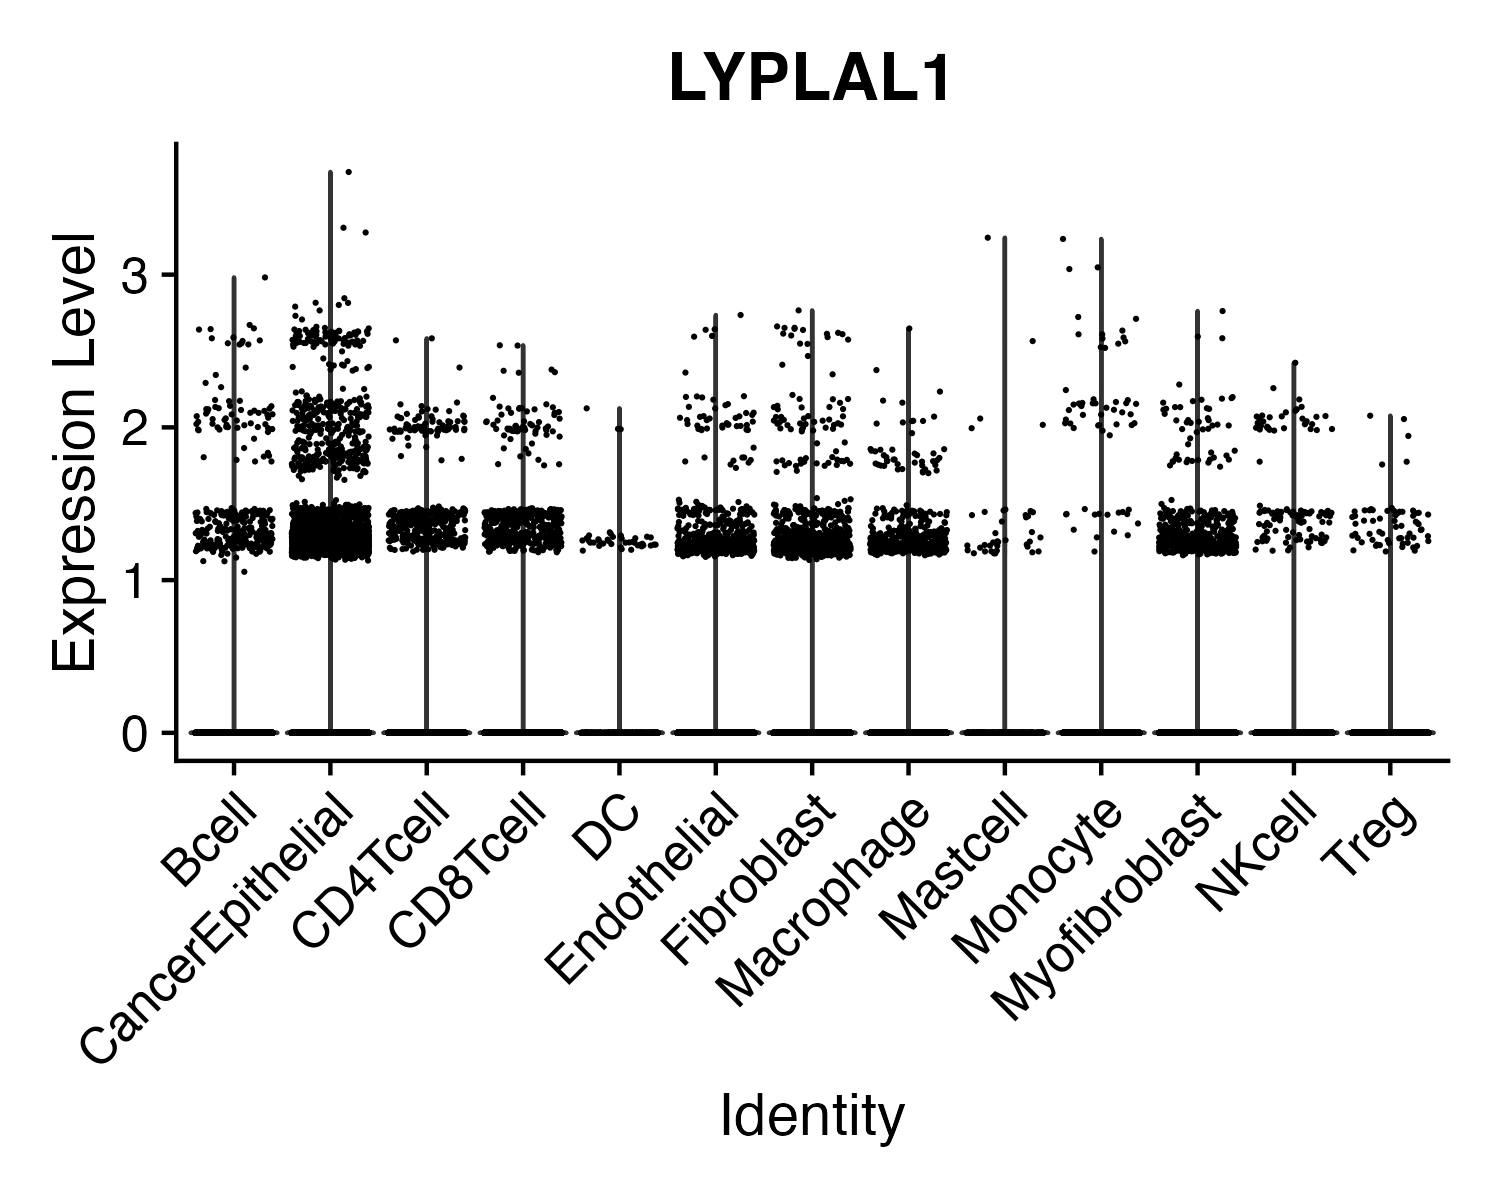 LYPLAL1
Expression Level
3
2
1
0
Bcell
CancerEpithelial
CD4Tcell
CD8Tcell
DC
Endothelial
Fibroblast
Macrophage
Mastcell
Monocyte
Myofibroblast
NKcell
Treg
Identity